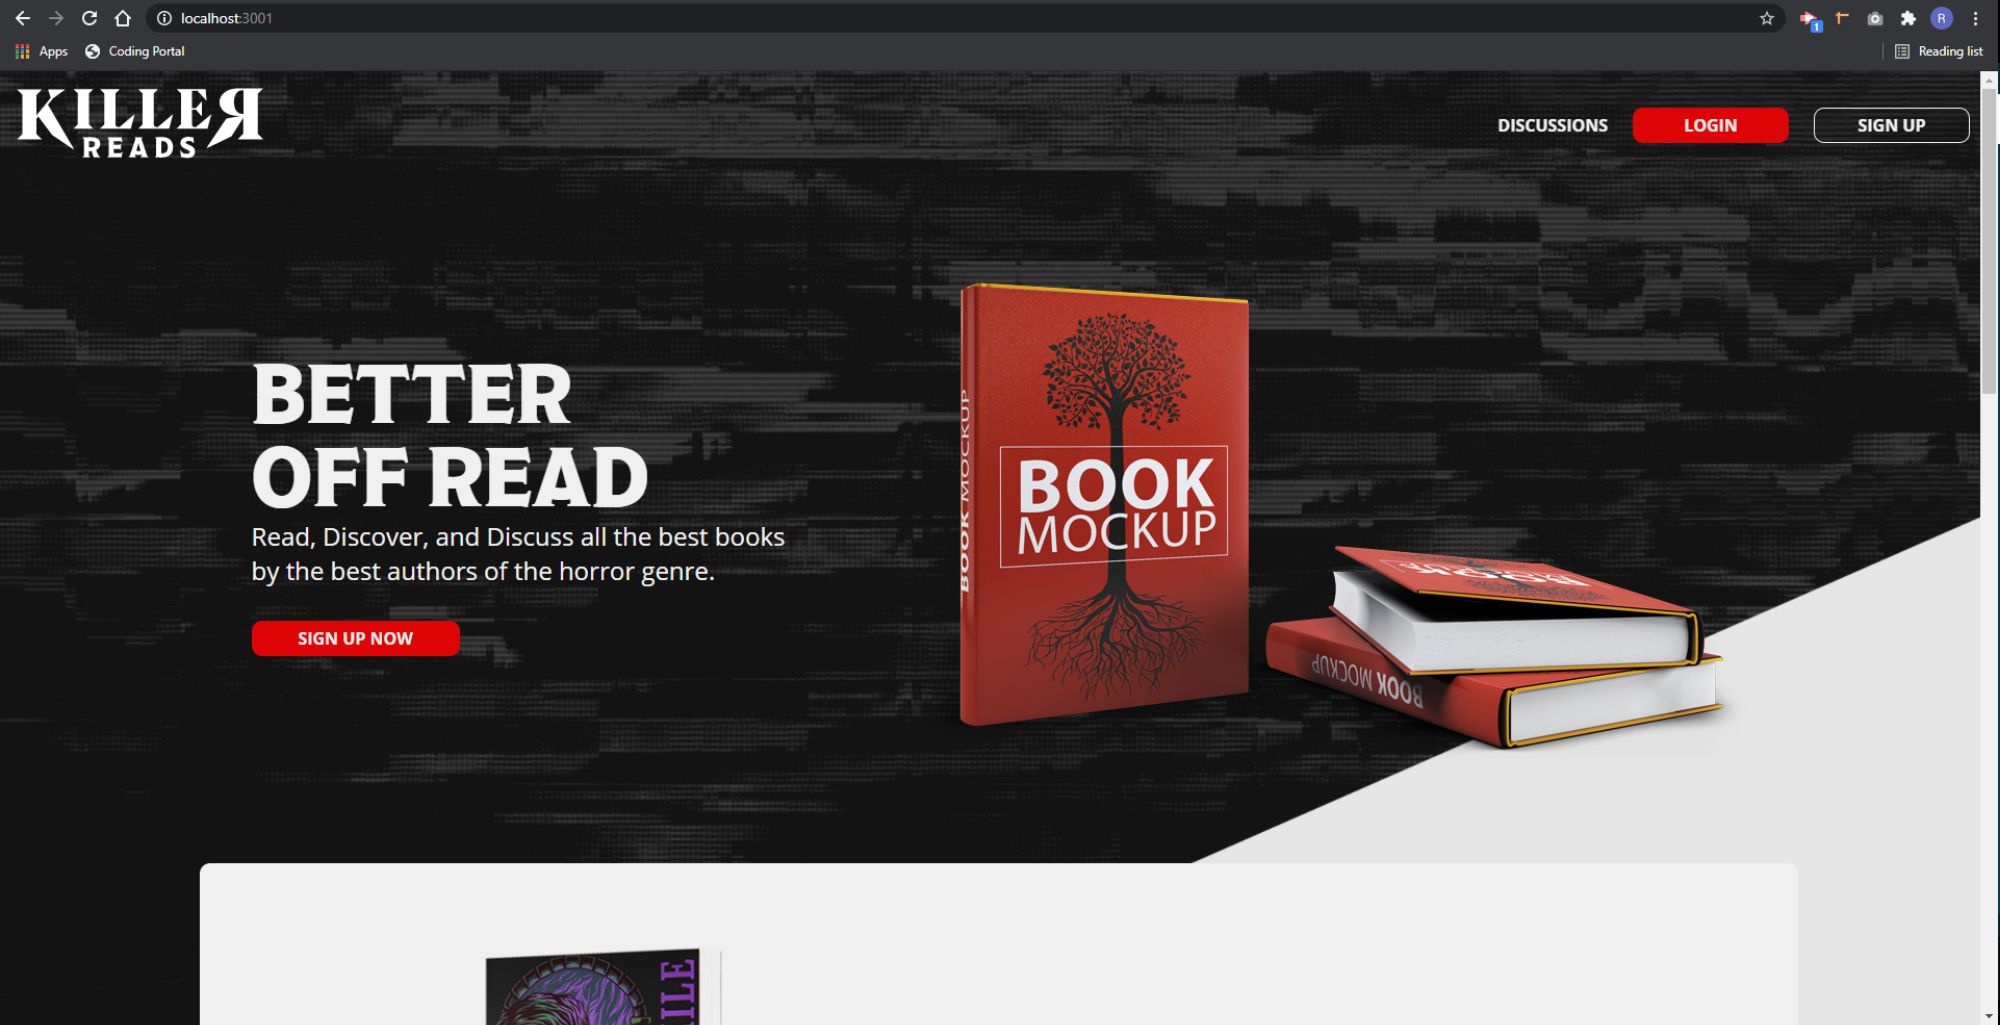 localhost:3001
R
1
Apps
Coding Portal
Reading list
KILLER
READS
DISCUSSIONS
LOGIN
SIGN UP
BETTER
OFF READ
Read, Discover, and Discuss all the best books
by the best authors of the horror genre.
SIGN UP NOW
BOOK MOCKUP
BOOK
MOCKUP
BOOK
BOOK MOCKUP